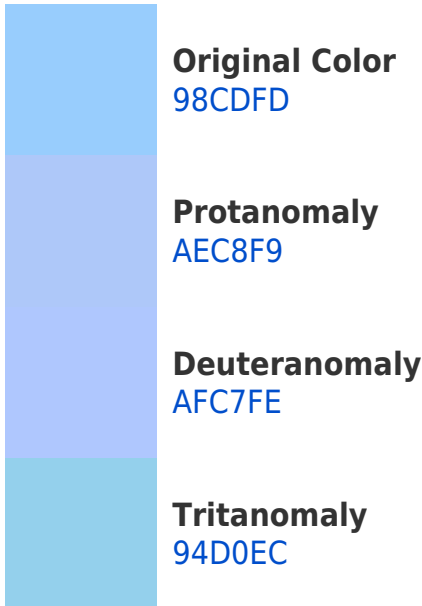 Original Color
98CDFD
Protanomaly
AEC8F9
Deuteranomaly
AFC7FE
Tritanomaly
94D0EC